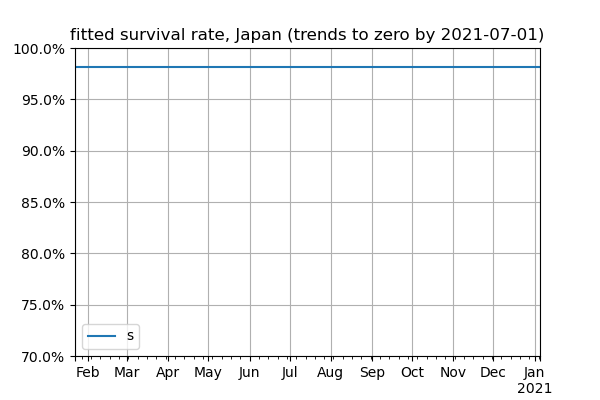 fitted survival rate, Japan (trends to zero by 2021-07-01)
100.0%
95.0%
90.0%
85.0%
80.0%
75.0%
70.0%
s
Feb Mar Apr May Jun Jul Aug Sep Oct Nov Dec Jan
2021